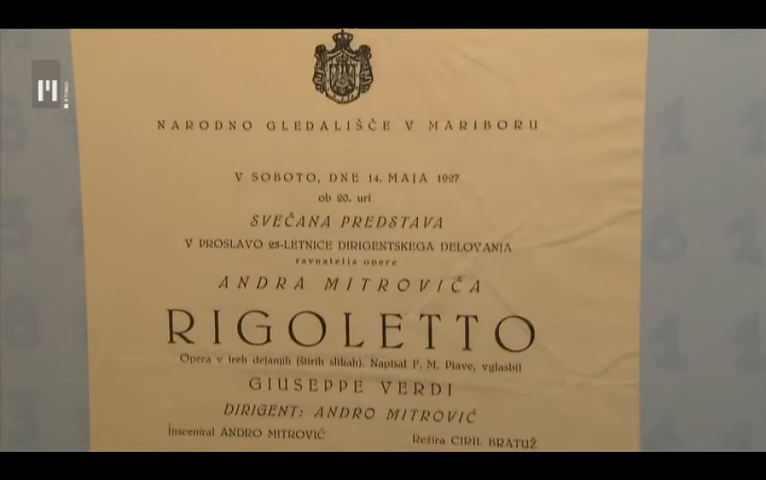 NARODNO GLEDALIŠČE V MARIBORU
V SOBOTO, DNE 14. MAJA 1927
ob 20. uri
SVEČANA PREDSTAVA
V PROSLAVO 25-LETNICE DIRIGENTSKEGA DELOVANJA
ravnatelja opere
ANDRA MITROVIĆA
RIGOLETTO
Opera v treh dejanjih (štirih slikah). Napisal F. M. Piave, vglasbil
GIUSEPPE VERDI
DIRIGENT: ANDRO MITROVIĆ
Insceniral ANDRO MITROVIĆ Režira CIRIL BRATUŽ